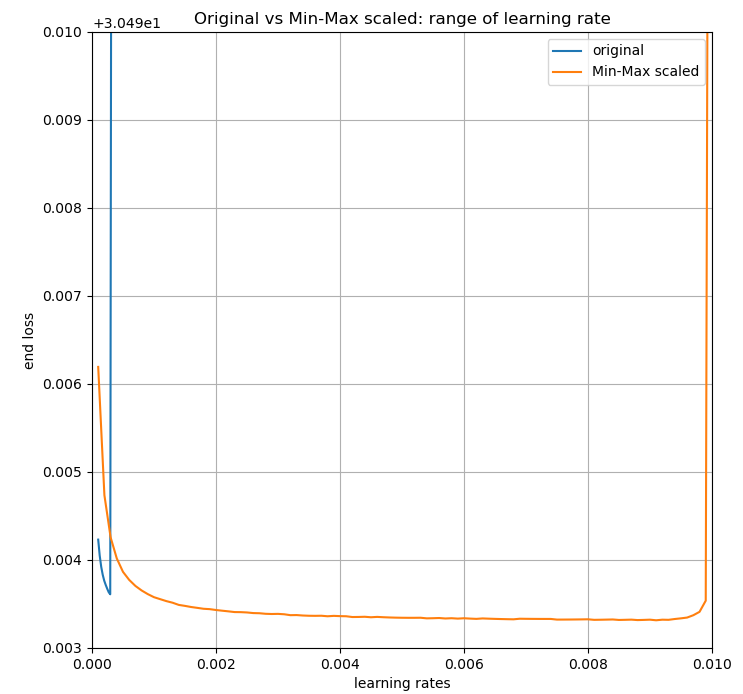 Original vs Min-Max scaled: range of learning rate
+3.049e1
0.010
0.009
0.008
0.007
0.006
0.005
0.004
0.003
end loss
original
Min-Max scaled
0.000 0.002 0.004 0.006 0.008 0.010
learning rates